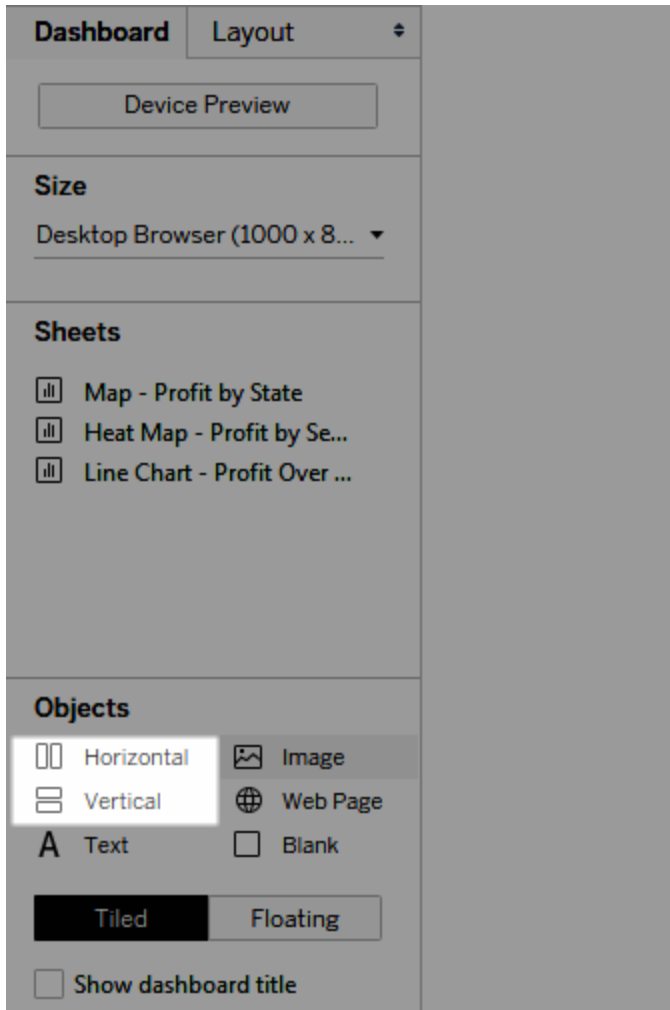 Dashboard Layout
Device Preview
Size
Desktop Browser (1000 x 8...
Sheets
Map - Profit by State
Heat Map - Profit by Se...
Line Chart - Profit Over ...
Objects
Horizontal Image
Vertical Web Page
A Text Blank
Tiled Floating
Show dashboard title